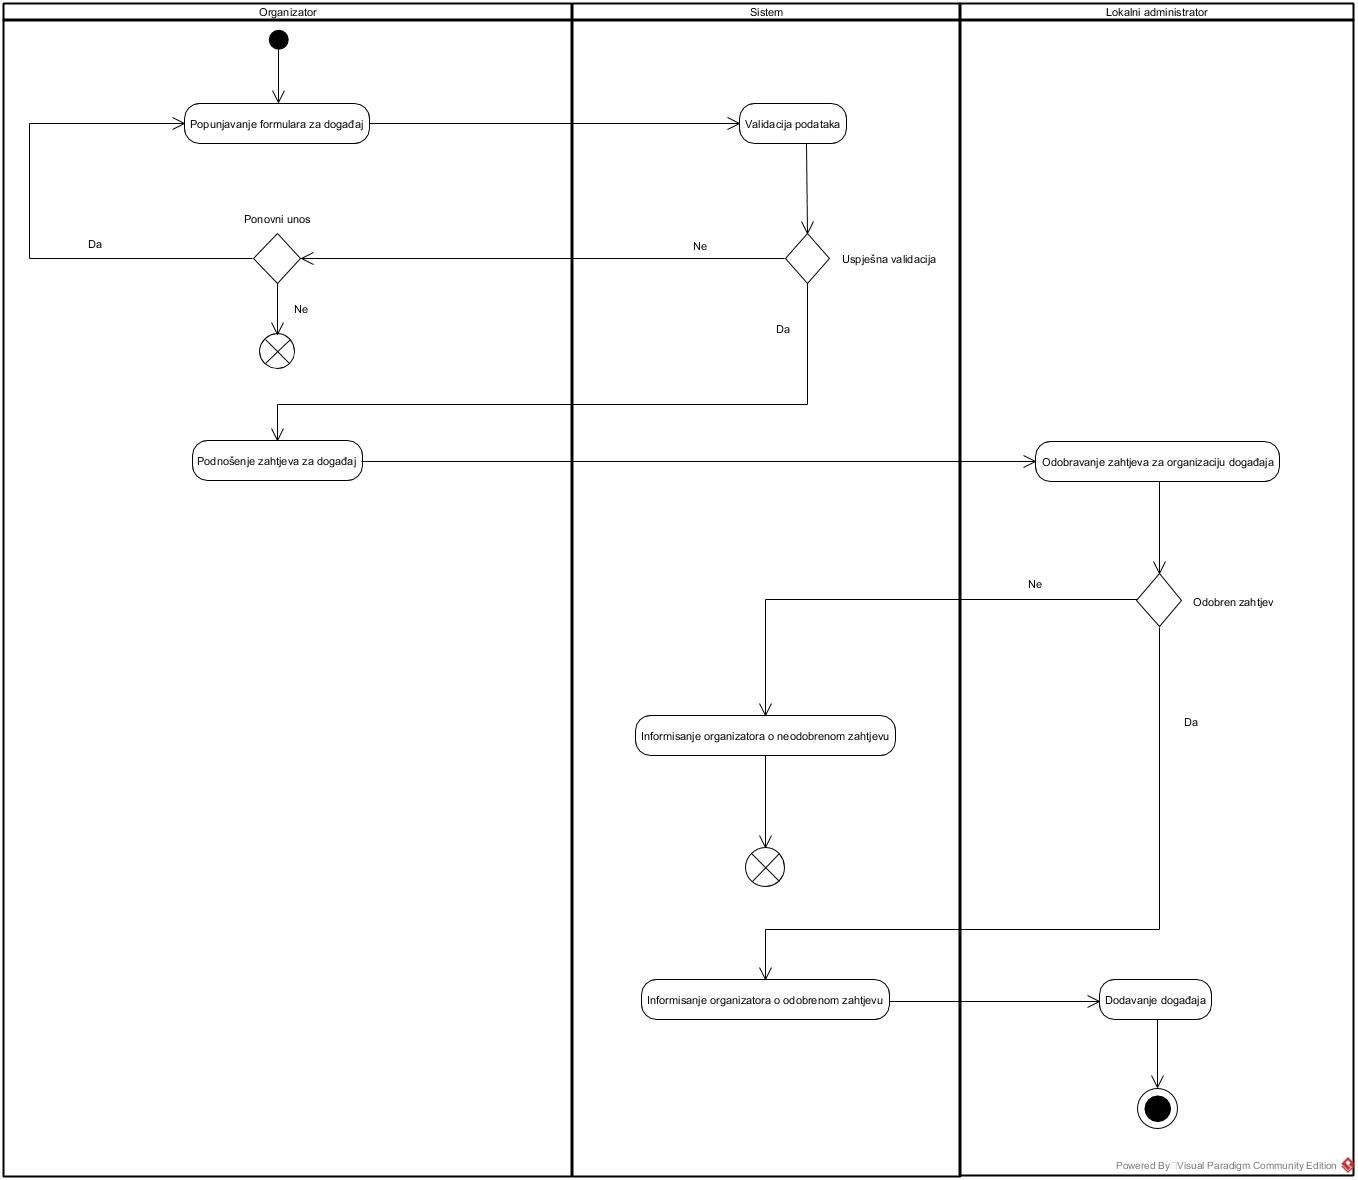 Organizator
Sistem
Lokalni administrator
Popunjavanje formulara za događaj
Validacija podataka
Ponovni unos
Da
Ne
Uspješna validacija
Ne
Da
Podnošenje zahtjeva za događaj
Odobravanje zahtjeva za organizaciju događaja
Ne
Odobren zahtjev
Da
Informisanje organizatora o neodobrenom zahtjevu
Informisanje organizatora o odobrenom zahtjevu
Dodavanje događaja
Powered By Visual Paradigm Community Edition